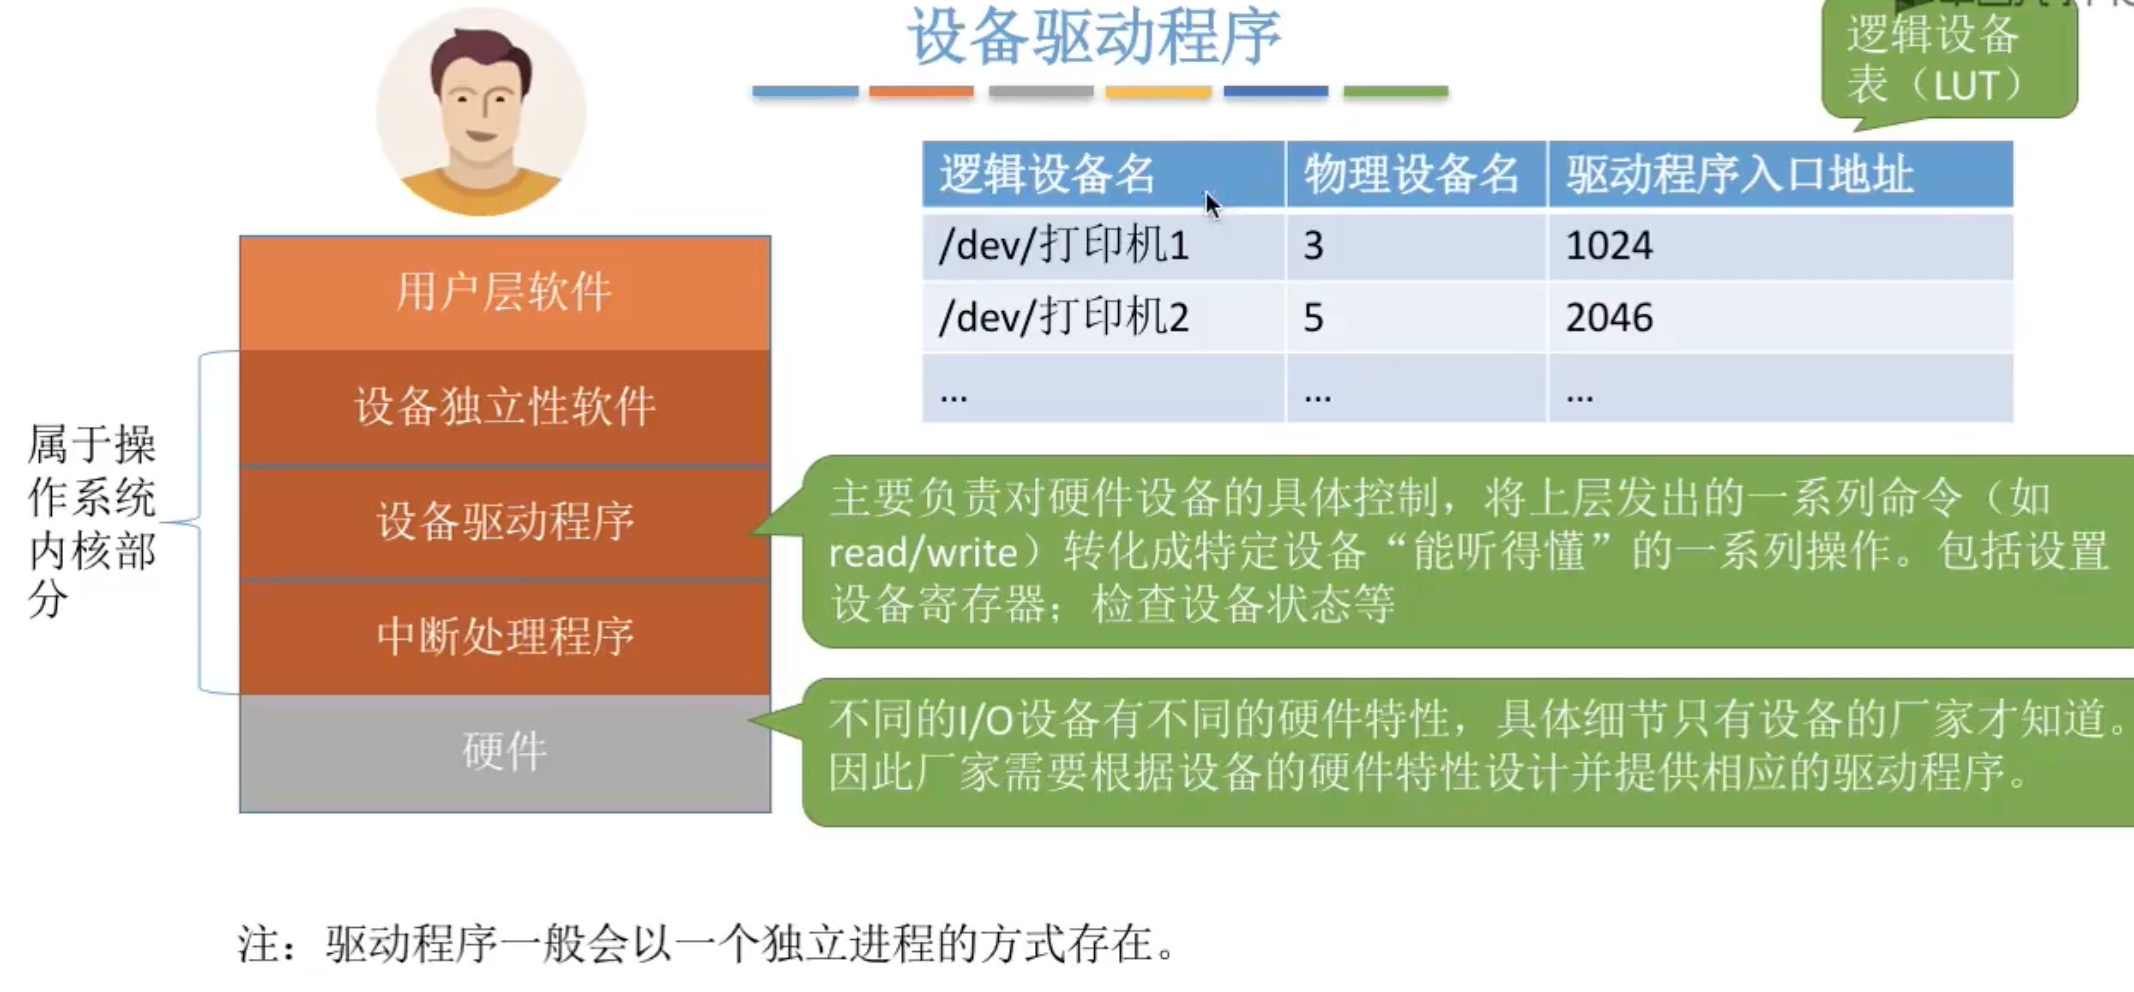 设备驱动程序
逻辑设备
表（LUT）
逻辑设备名 物理设备名 驱动程序入口地址
/dev/打印机1 3 1024
/dev/打印机2 5 2046
... ... ...
用户层软件
设备独立性软件
设备驱动程序
中断处理程序
硬件
属于操
作系统
内核部
分
主要负责对硬件设备的具体控制，将上层发出的一系列命令（如
read/write）转化成特定设备“能听得懂”的一系列操作。包括设置
设备寄存器；检查设备状态等
不同的I/O设备有不同的硬件特性，具体细节只有设备的厂家才知道。
因此厂家需要根据设备的硬件特性设计并提供相应的驱动程序。
注：驱动程序一般会以一个独立进程的方式存在。